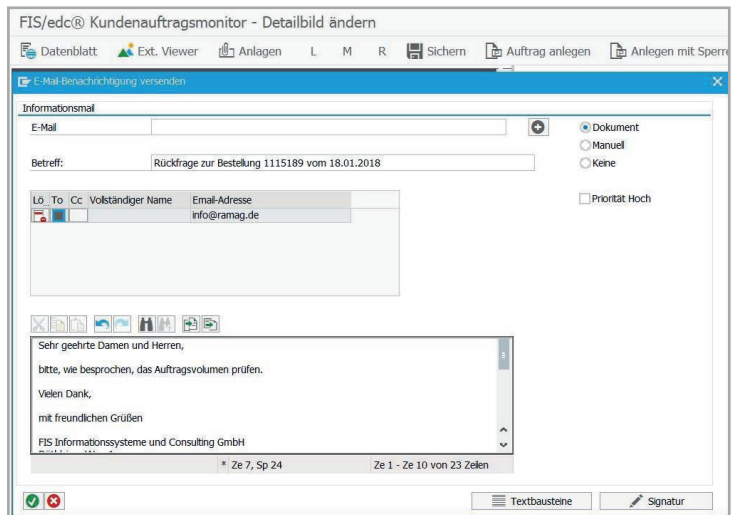 FIS/edc® Kundenauftragsmonitor - Detailbild ändern
Datenblatt Ext. Viewer Anlagen L M R Sichern Auftrag anlegen Anlegen mit Sperre
E-Mail-Benachrichtigung versenden
Informationsmail
E-Mail Dokument
Manuell
Betreff: Rückfrage zur Bestellung 1115189 vom 18.01.2018 Keine
Lö... To Cc Vollständiger Name Email-Adresse Priorität Hoch
info@ramag.de
Sehr geehrte Damen und Herren,
bitte, wie besprochen, das Auftragsvolumen prüfen.
Vielen Dank,
mit freundlichen Grüßen
FIS Informationssysteme und Consulting GmbH
* Ze 7, Sp 24 Ze 1 - Ze 10 von 23 Zeilen
Textbausteine Signatur